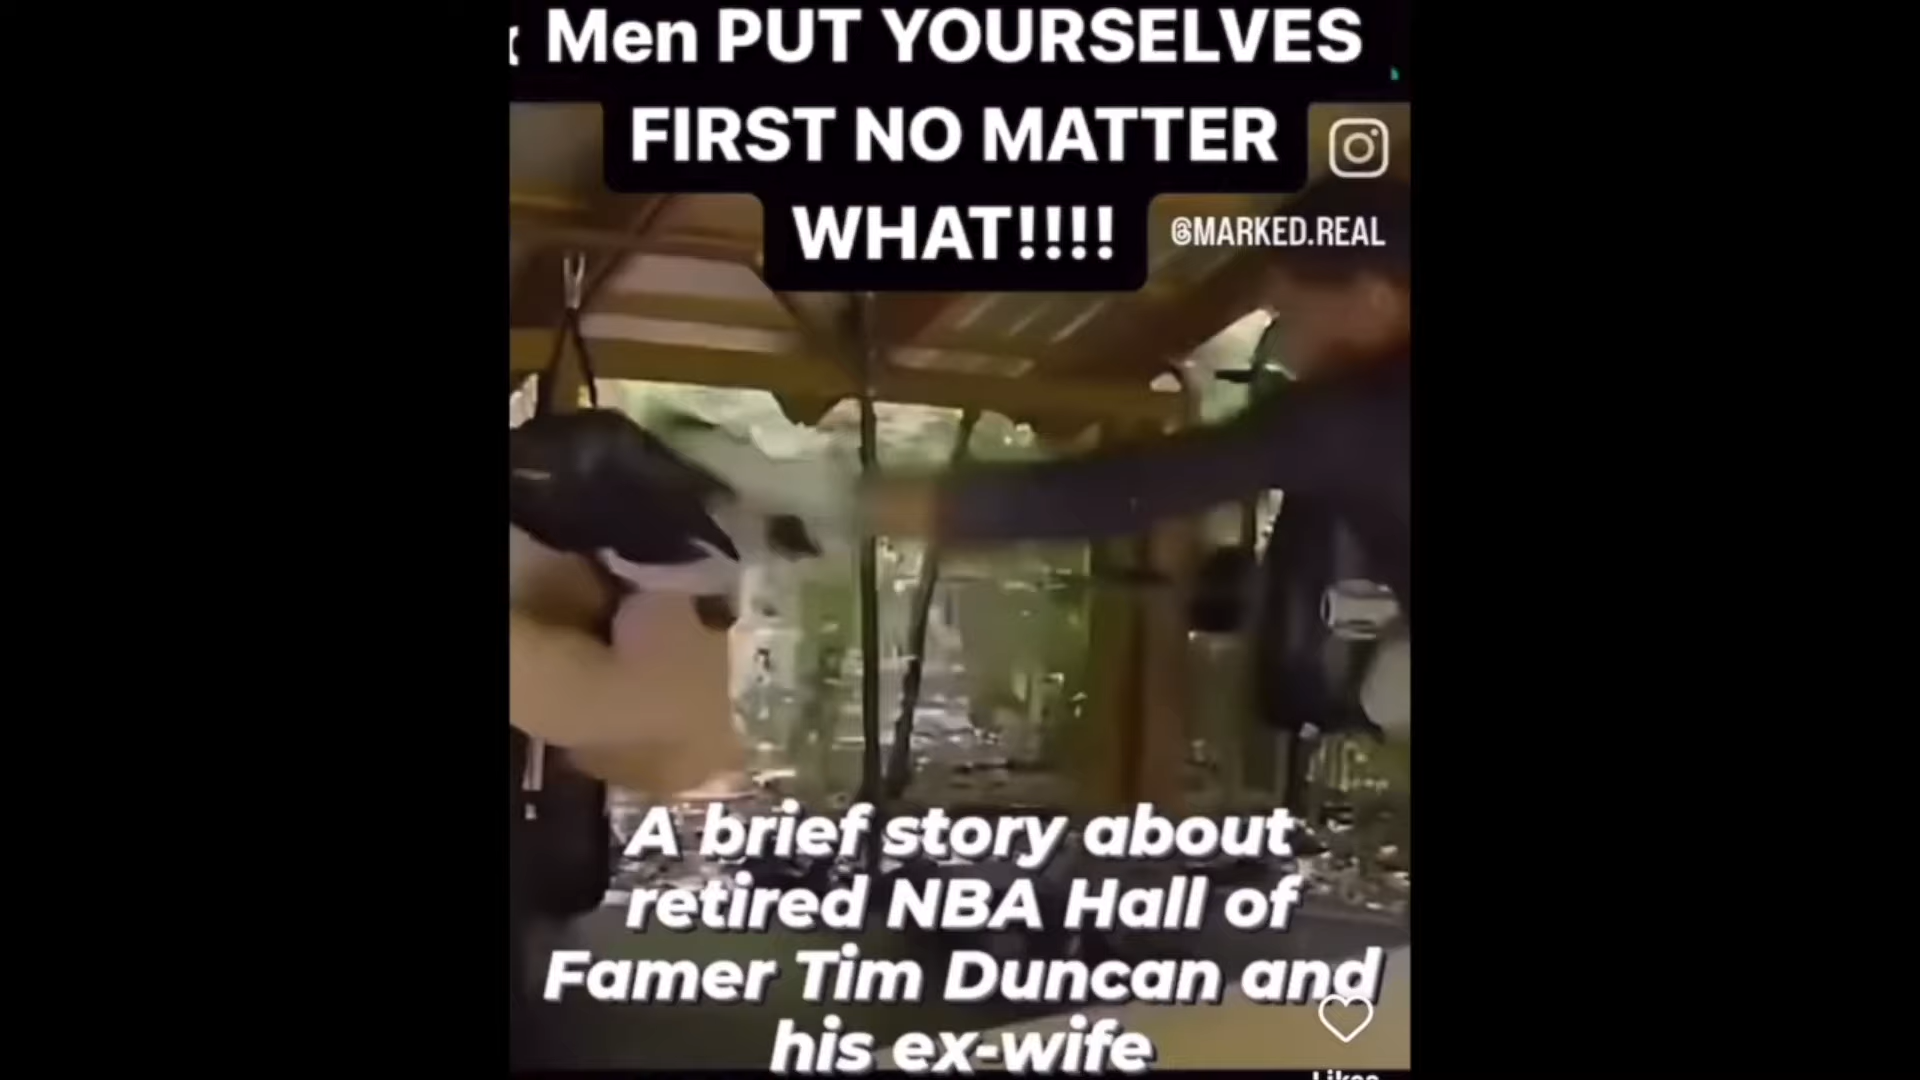 Men PUT YOURSELVES
FIRST NO MATTER
WHAT!!!!
@MARKED.REAL
A brief story about
retired NBA Hall of
Famer Tim Duncan and
his ex-wife
Likes